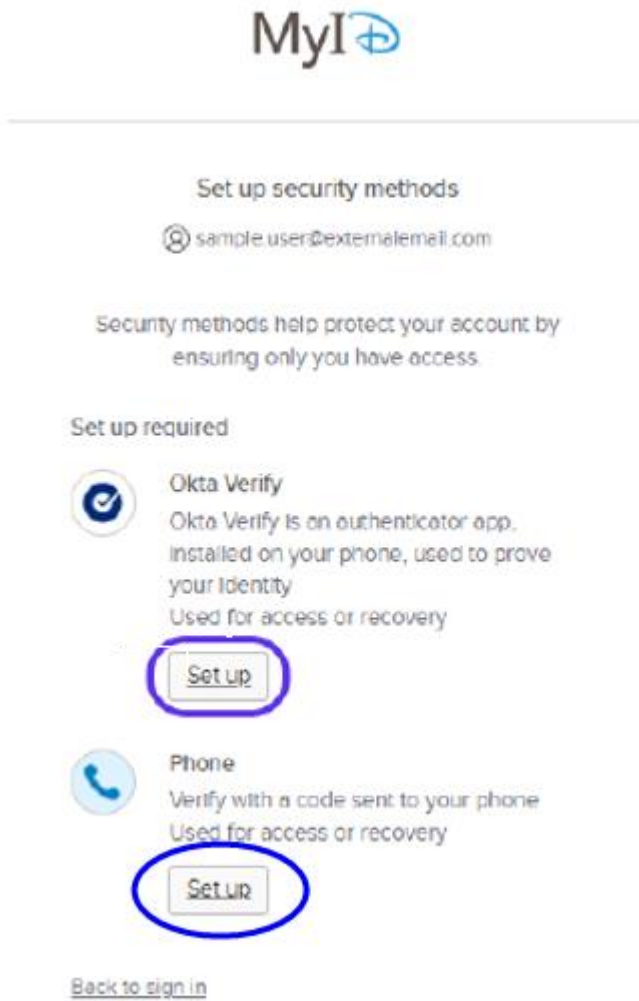 MyID
Set up security methods
sample.user@externalemail.com
Security methods help protect your account by
ensuring only you have access.
Set up required
Okta Verify
Okta Verify is an authenticator app,
installed on your phone, used to prove
your identity
Used for access or recovery
Set up
Phone
Verify with a code sent to your phone
Used for access or recovery
Set up
Back to sign in